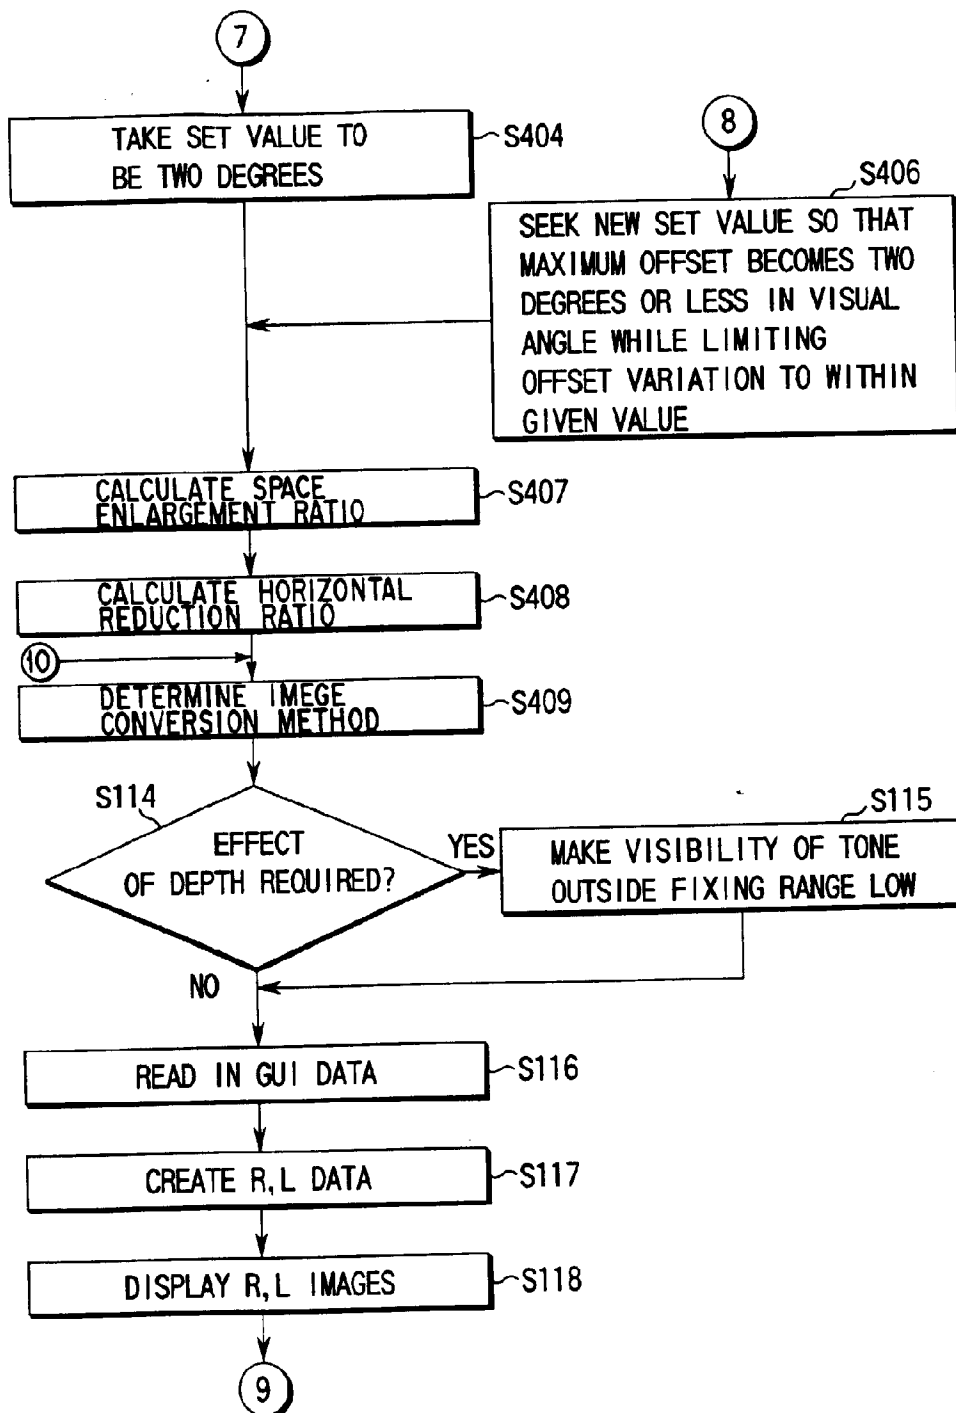 7
TAKE SET VALUE TO
BE TWO DEGREES
S404
8
S406
SEEK NEW SET VALUE SO THAT
MAXIMUM OFFSET BECOMES TWO
DEGREES OR LESS IN VISUAL
ANGLE WHILE LIMITING
OFFSET VARIATION TO WITHIN
GIVEN VALUE
CALCULATE SPACE
ENLARGEMENT RATIO
S407
CALCULATE HORIZONTAL
REDUCTION RATIO
S408
10
DETERMINE IMEGE
CONVERSION METHOD
S409
S114
EFFECT
OF DEPTH REQUIRED?
YES
S115
MAKE VISIBILITY OF TONE
OUTSIDE FIXING RANGE LOW
NO
READ IN GUI DATA
S116
CREATE R,L DATA
S117
DISPLAY R,L IMAGES
S118
9